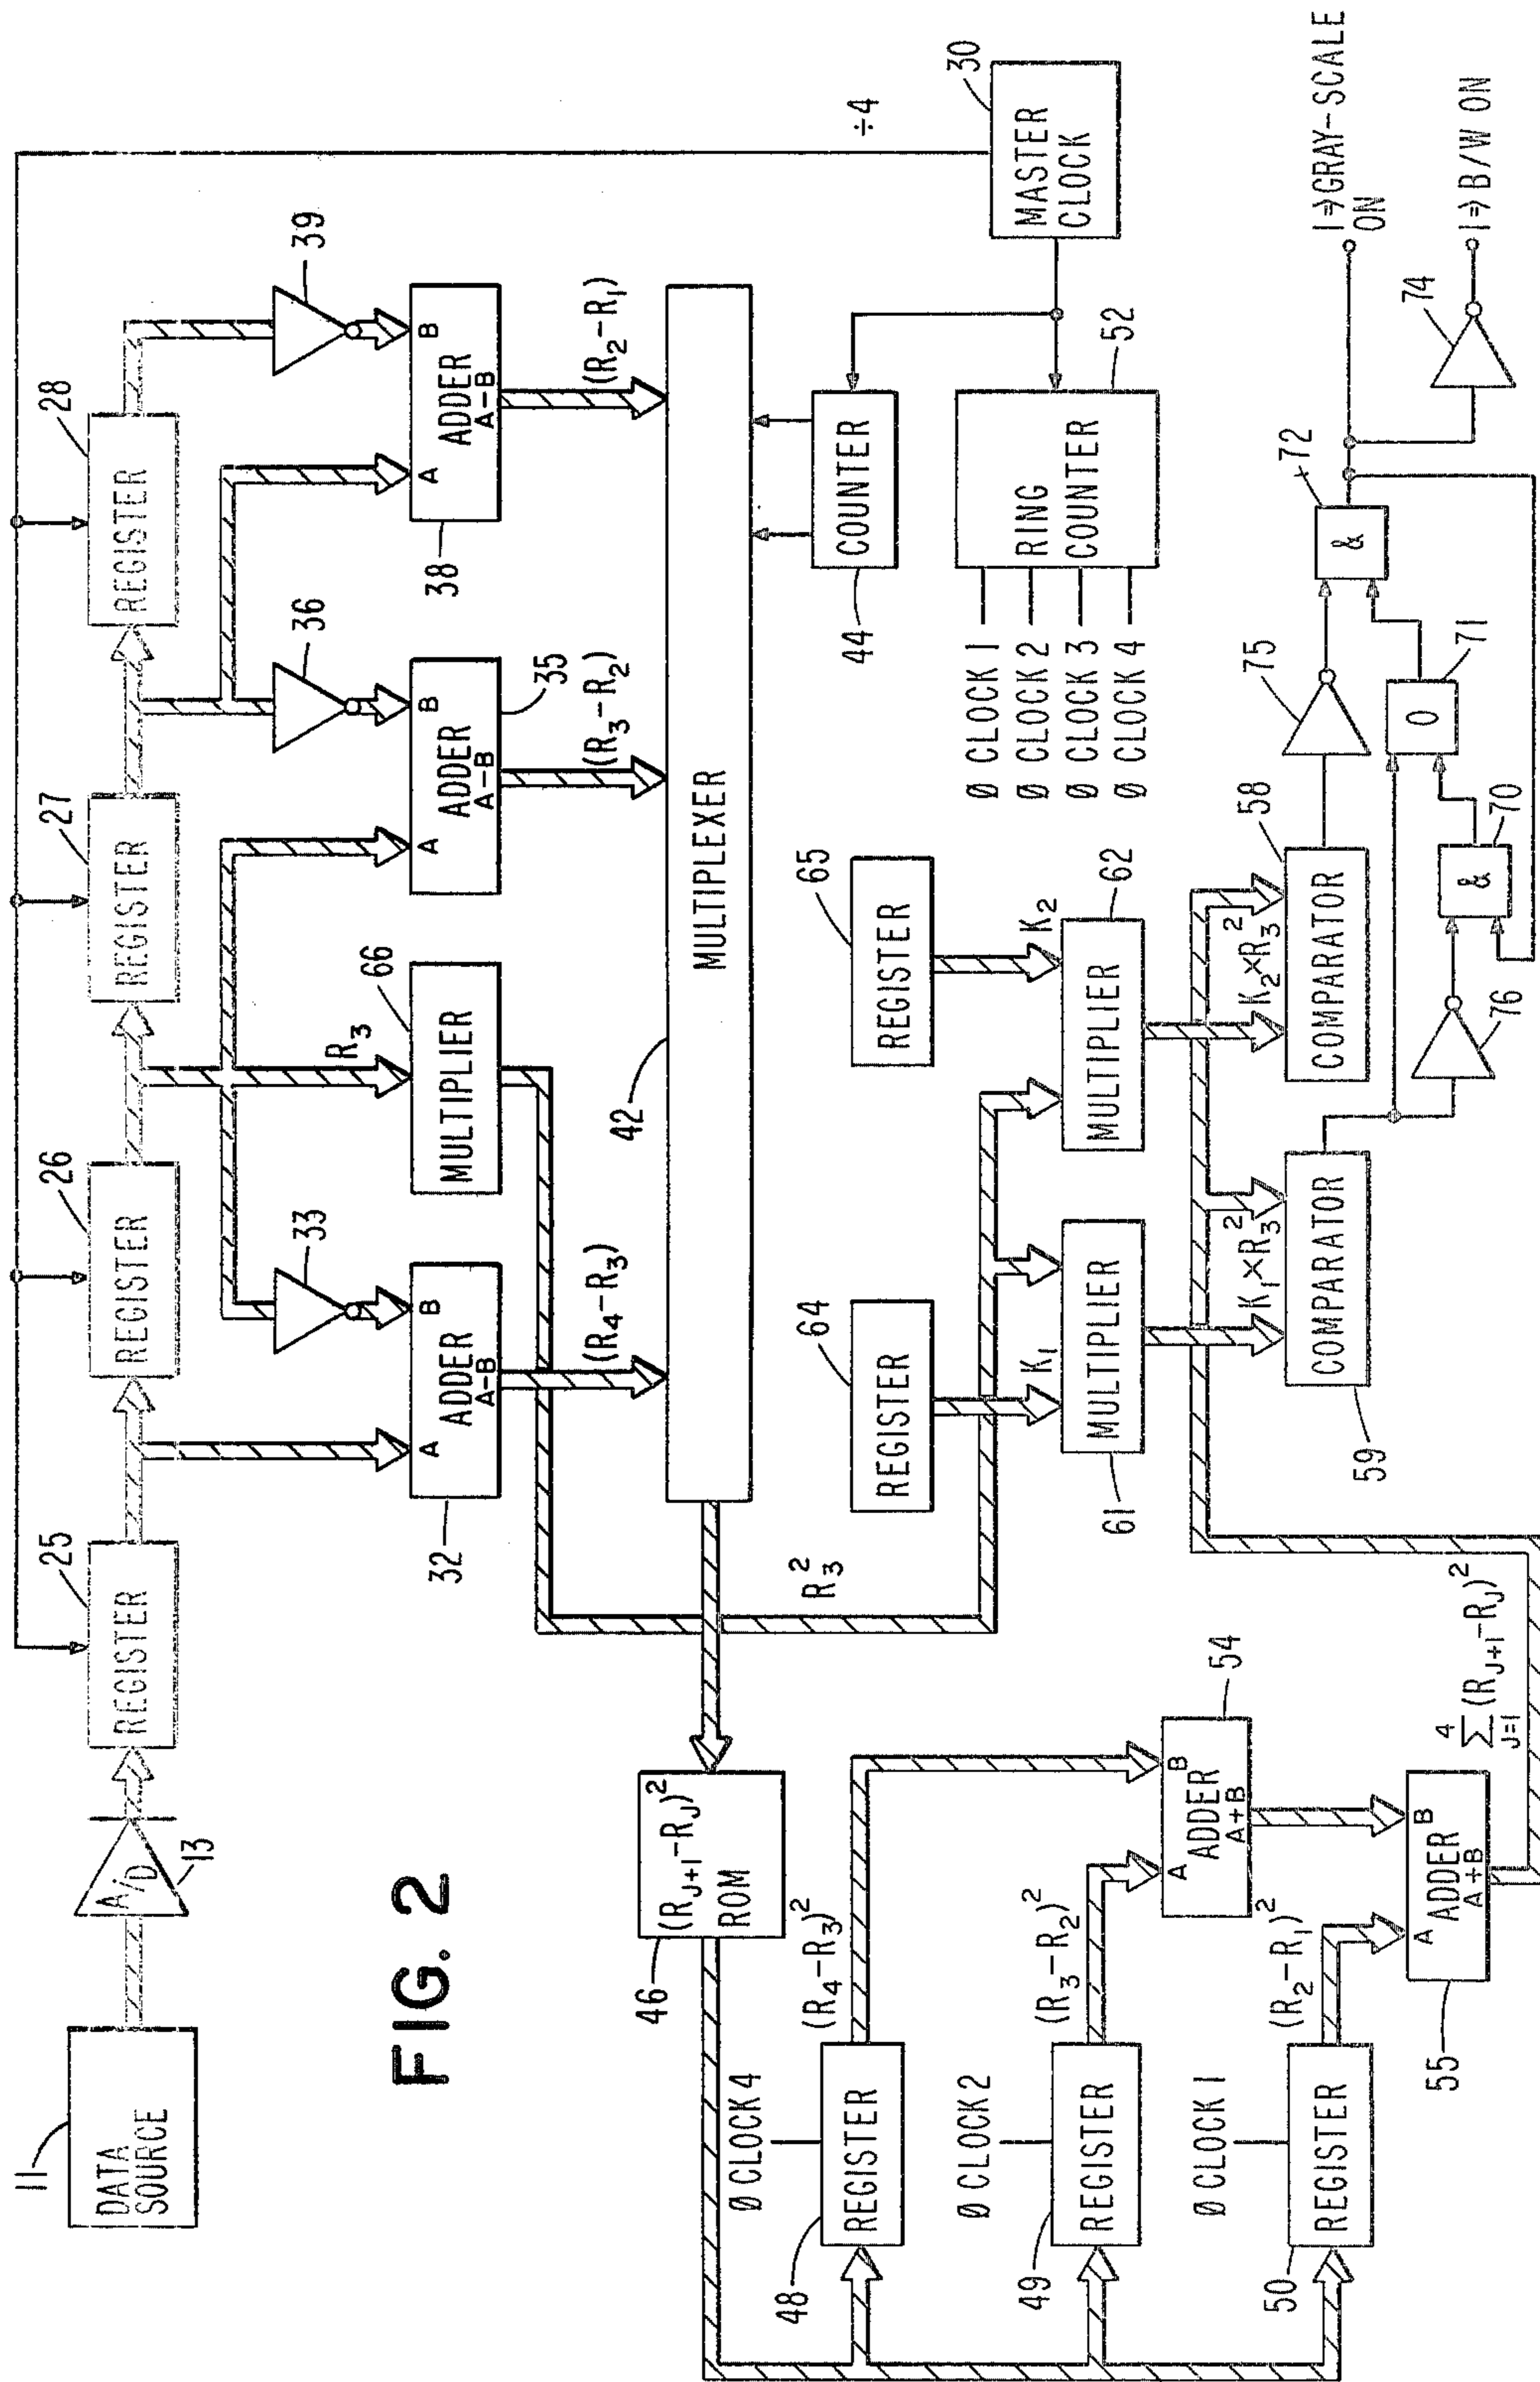 FIG. 2
11
DATA
SOURCE
A/D
13
REGISTER
25
REGISTER
26
REGISTER
27
REGISTER
28
33
36
39
R₃
A
B
ADDER
A-B
32
MULTIPLIER
66
A
B
ADDER
A-B
35
A
B
ADDER
A-B
38
(R₄-R₃)
(R₃-R₂)
(R₂-R₁)
÷4
MASTER
CLOCK
30
42
MULTIPLEXER
COUNTER
44
RING
COUNTER
52
Ø CLOCK 1
Ø CLOCK 2
Ø CLOCK 3
Ø CLOCK 4
46
(R_J+1-R_J)²
ROM
R₃²
Ø CLOCK 4
REGISTER
48
(R₄-R₃)²
Ø CLOCK 2
REGISTER
49
(R₃-R₂)²
Ø CLOCK 1
REGISTER
50
(R₂-R₁)²
A
B
ADDER
A+B
54
A
B
ADDER
A+B
55
4
Σ(R_J+1-R_J)²
J=1
REGISTER
64
K₁
REGISTER
65
K₂
MULTIPLIER
61
MULTIPLIER
62
K₁×R₃²
K₂×R₃²
COMPARATOR
59
COMPARATOR
58
75
76
&
70
O
71
&
72
74
1⇒GRAY-SCALE
ON
1⇒B/W ON